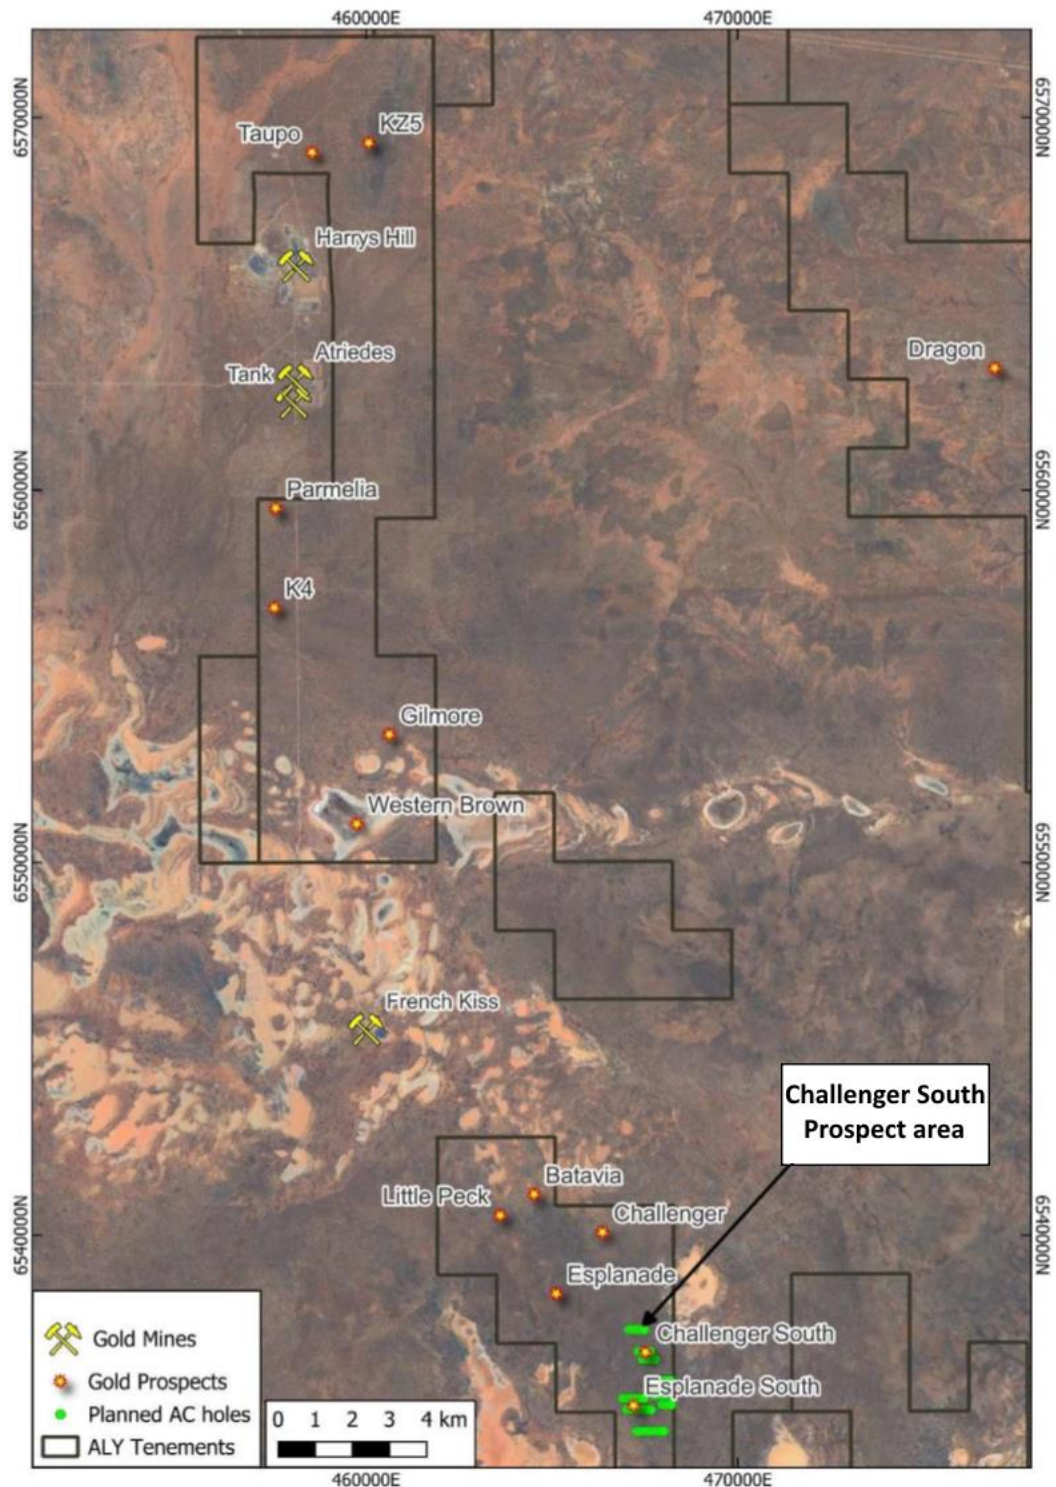 460000E
470000E
6570000N
6570000N
Taupo
KZ5
Harrys Hill
Atriedes
Tank
Dragon
6560000N
6560000N
Parmelia
K4
Gilmore
Western Brown
6550000N
6550000N
French Kiss
Challenger South
Prospect area
Batavia
Little Peck
Challenger
6540000N
6540000N
Esplanade
Challenger South
Esplanade South
Gold Mines
Gold Prospects
Planned AC holes
ALY Tenements
0 1 2 3 4 km
460000E
470000E